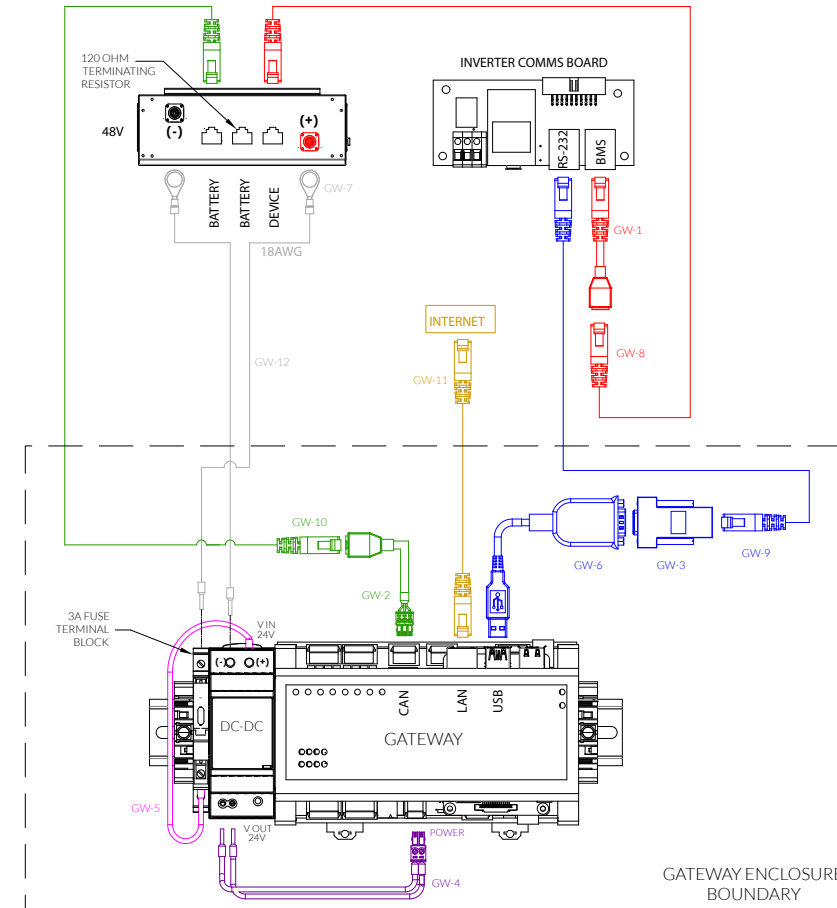 120 OHM
TERMINATING
RESISTOR
48V
(-)
(+)
BATTERY
BATTERY
DEVICE
GW-7
18AWG
INVERTER COMMS BOARD
RS-232
BMS
GW-1
INTERNET
GW-8
GW-12
GW-11
GW-10
GW-2
GW-6
GW-3
GW-9
3A FUSE
TERMINAL
BLOCK
V IN
24V
(-)
(+)
DC-DC
CAN
LAN
USB
GATEWAY
GW-5
V OUT
24V
POWER
GW-4
GATEWAY ENCLOSURE
BOUNDARY